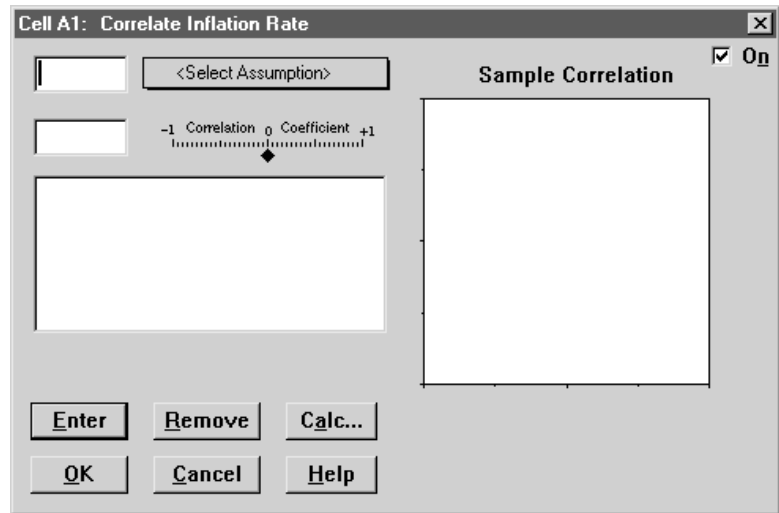 Cell A1: Correlate Inflation Rate
On
<Select Assumption>
Sample Correlation
-1 Correlation 0 Coefficient +1
Enter Remove Calc...
OK Cancel Help